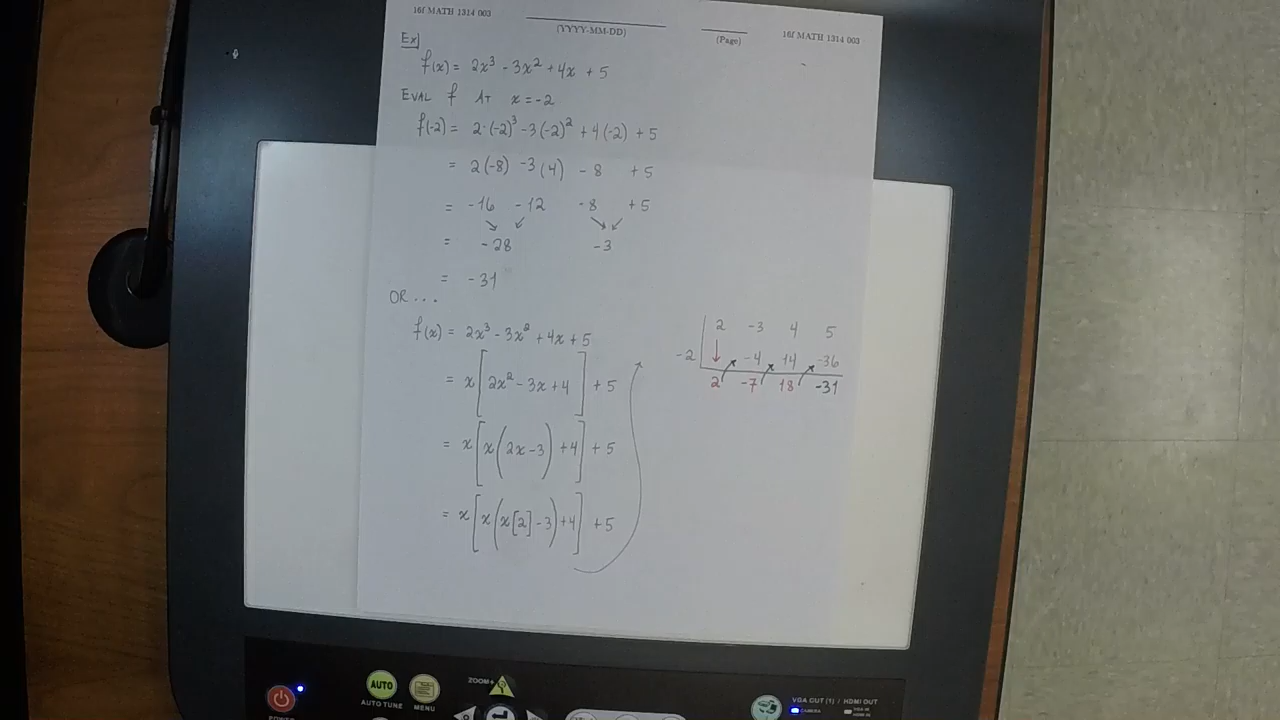 16f MATH 1314 003
(YYYY-MM-DD)
(Page)
16f MATH 1314 003
Ex]
f(x) = 2x³ - 3x² + 4x + 5
EVAL f AT x = -2
f(-2) = 2·(-2)³ - 3(-2)² + 4(-2) + 5
= 2(-8) -3(4) - 8 + 5
= -16 - 12 -8 +5
= -28 -3
= -31
OR ...
f(x) = 2x³ - 3x² + 4x + 5
= x[2x² - 3x + 4] + 5
= x[x(2x-3) + 4] + 5
= x[x(x[2]-3)+4] + 5
2 -3 4 5
-2 ↓ -4 14 -36
2 -7 18 -31
AUTO
AUTO TUNE
MENU
ZOOM+
VGA OUT (1) / HDMI OUT
CAMERA